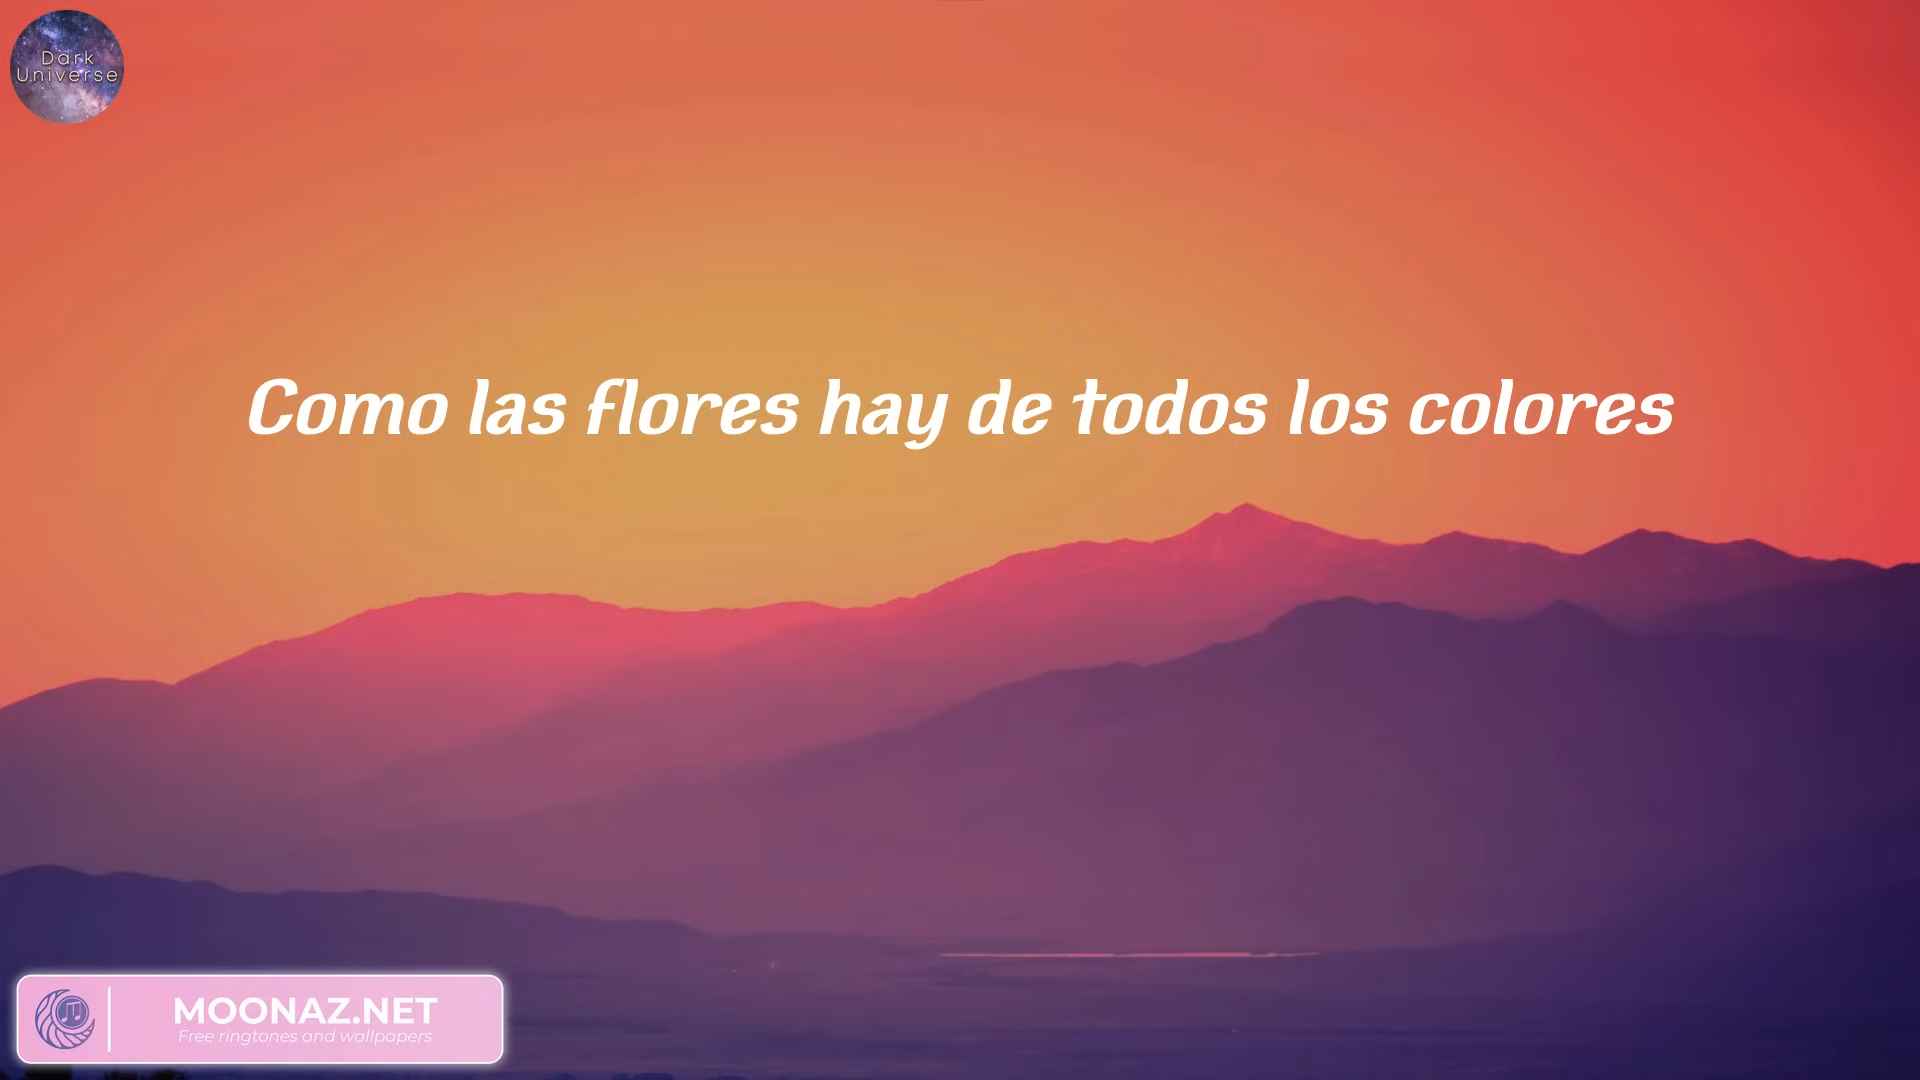 Dark
Universe
Como las flores hay de todos los colores
MOONAZ.NET
Free ringtones and wallpapers